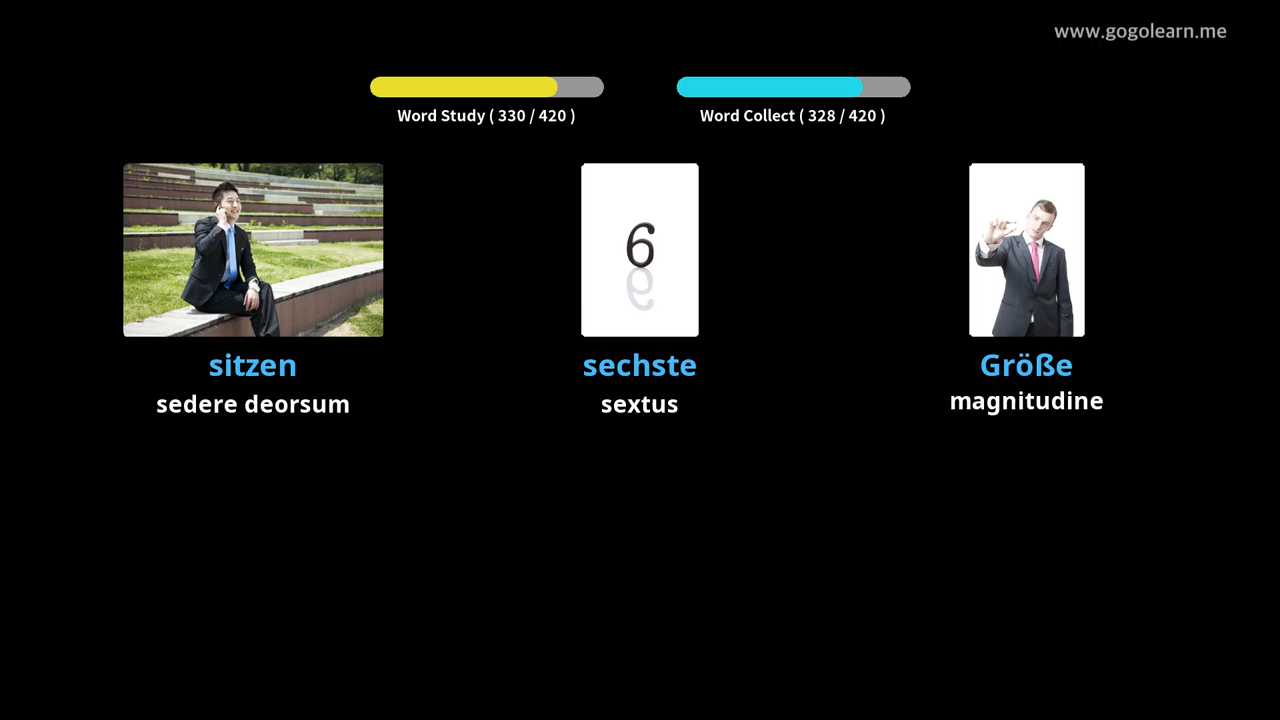 www.gogolearn.me
Word Study ( 330 / 420 )
Word Collect ( 328 / 420 )
6
sitzen
sechste
Größe
sedere deorsum
sextus
magnitudine